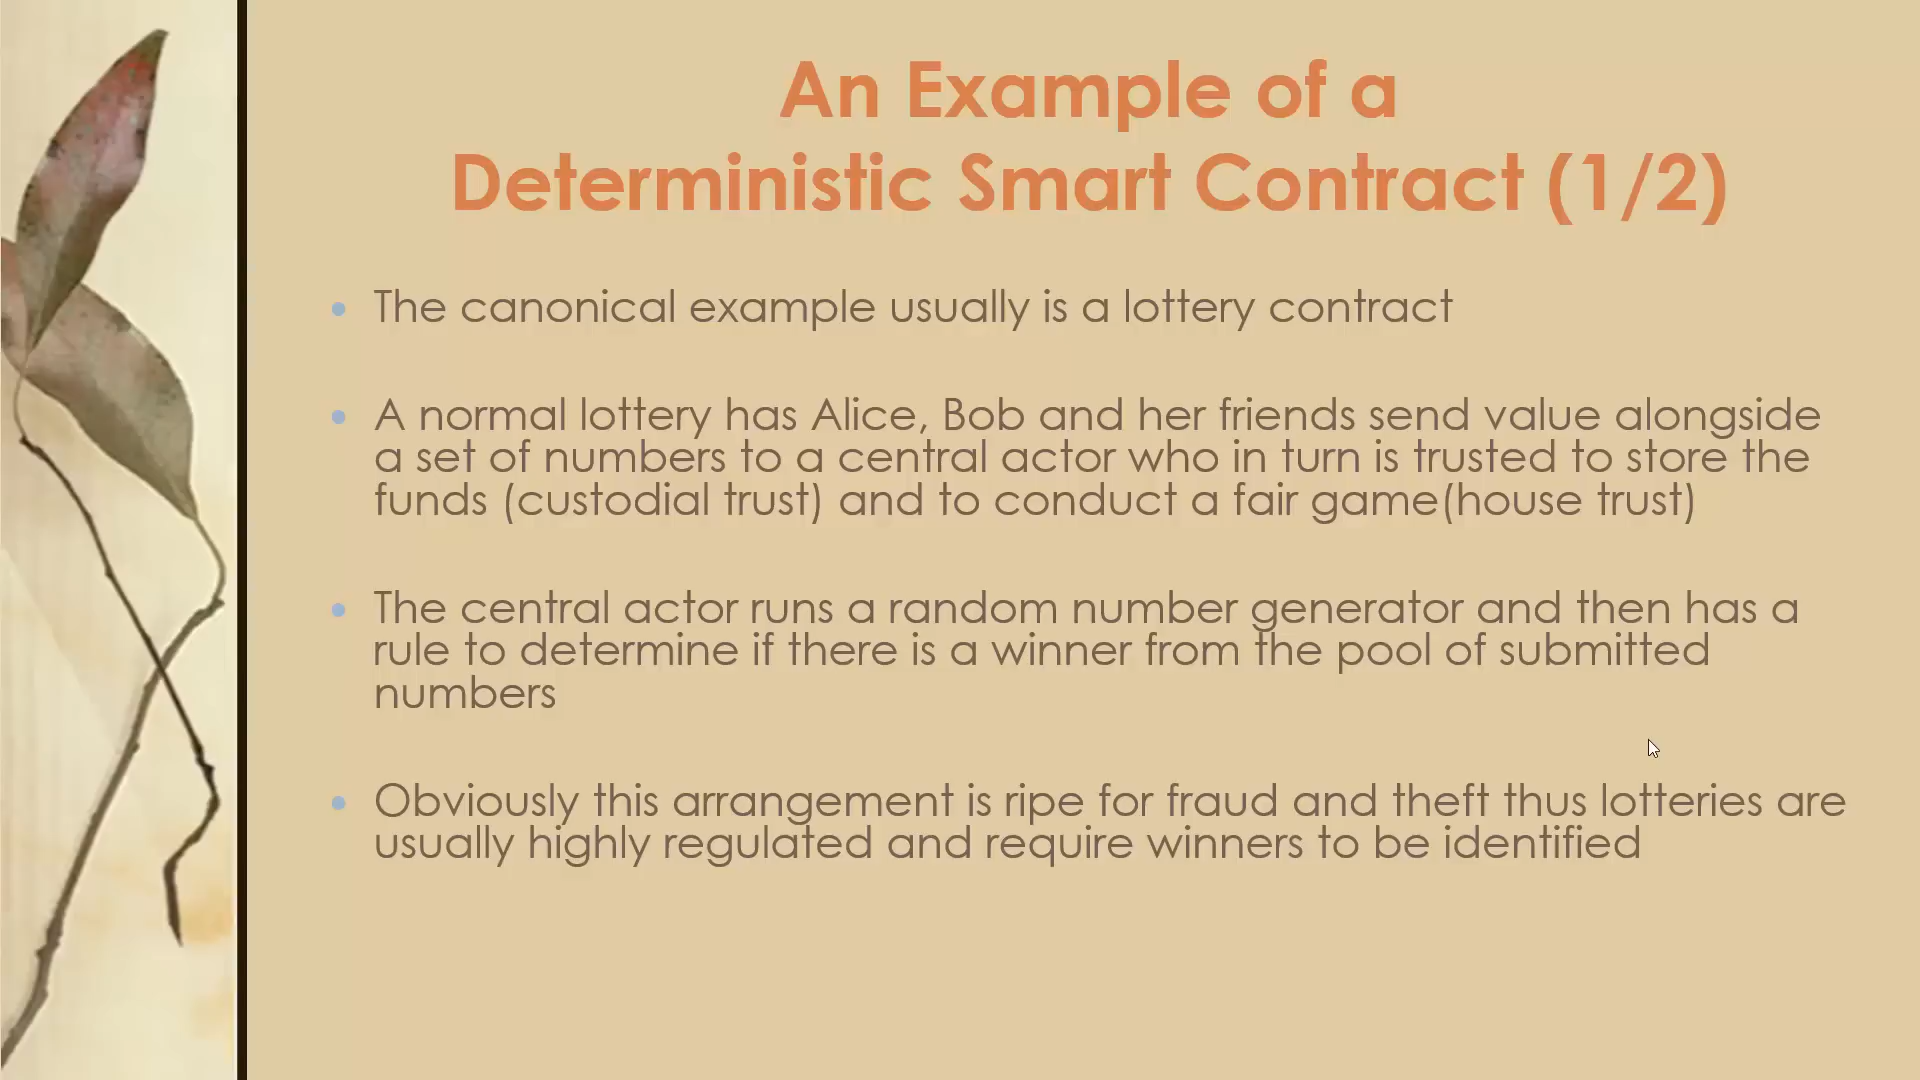 An Example of a
Deterministic Smart Contract (1/2)
• The canonical example usually is a lottery contract
• A normal lottery has Alice, Bob and her friends send value alongside
a set of numbers to a central actor who in turn is trusted to store the
funds (custodial trust) and to conduct a fair game(house trust)
• The central actor runs a random number generator and then has a
rule to determine if there is a winner from the pool of submitted
numbers
• Obviously this arrangement is ripe for fraud and theft thus lotteries are
usually highly regulated and require winners to be identified